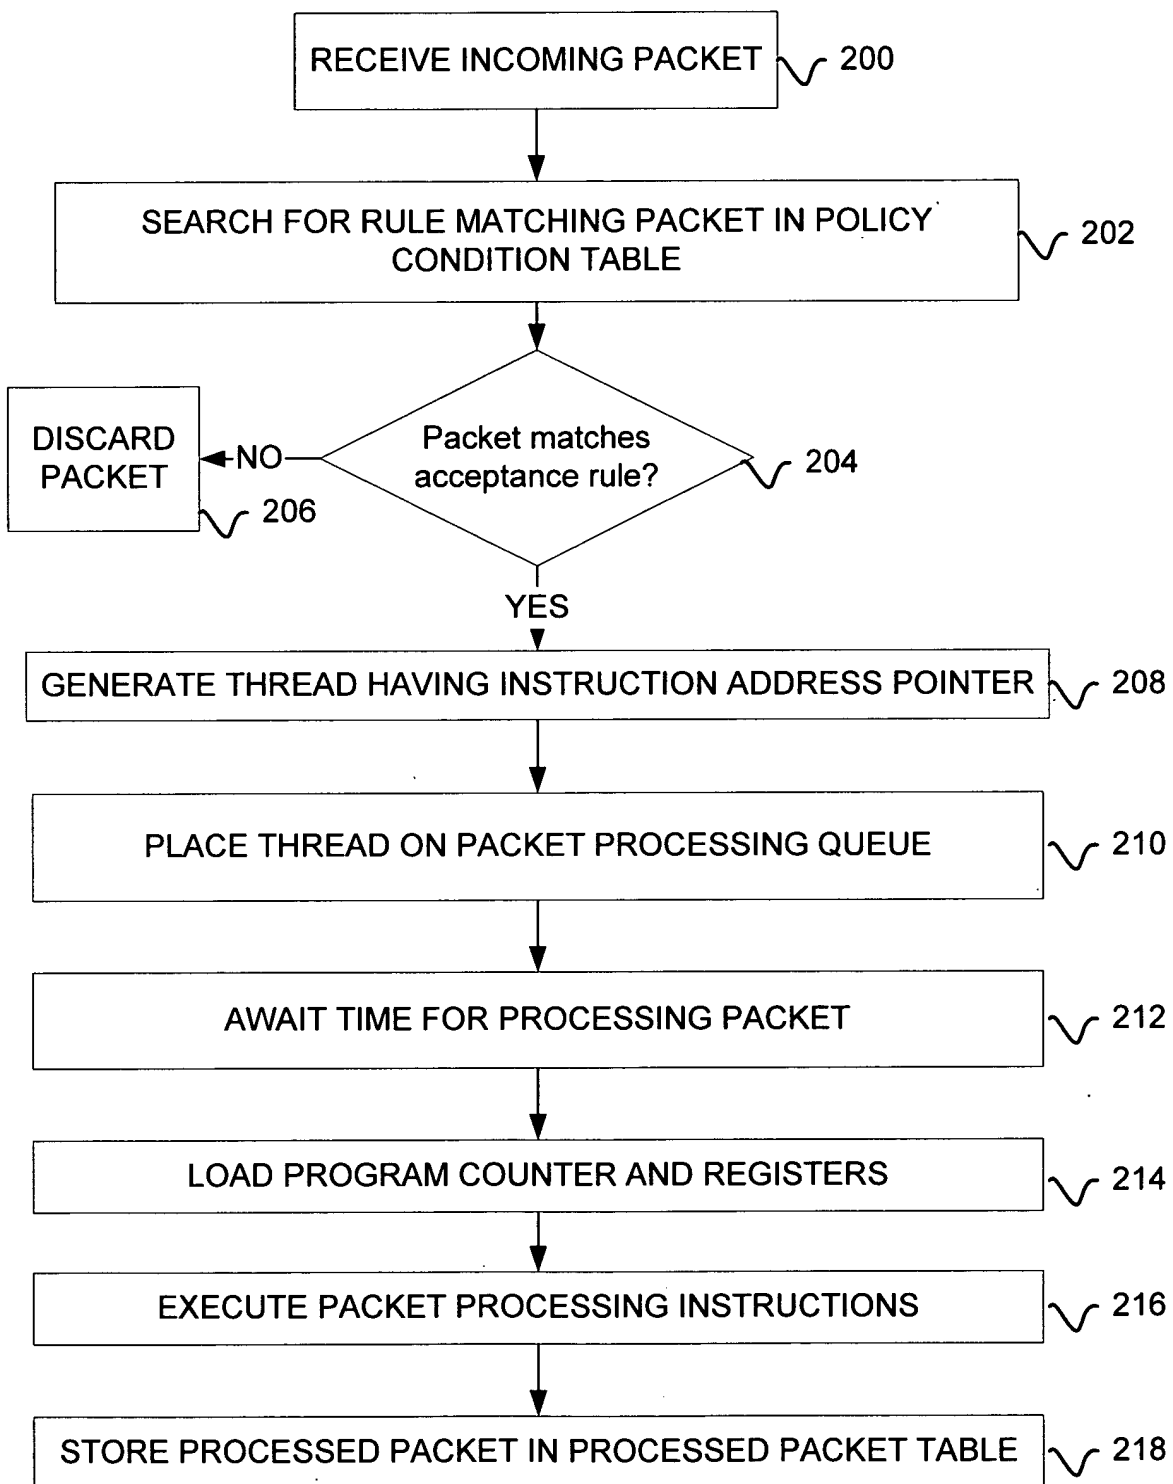 RECEIVE INCOMING PACKET
200
SEARCH FOR RULE MATCHING PACKET IN POLICY
CONDITION TABLE
202
Packet matches
acceptance rule?
204
NO
DISCARD
PACKET
206
YES
GENERATE THREAD HAVING INSTRUCTION ADDRESS POINTER
208
PLACE THREAD ON PACKET PROCESSING QUEUE
210
AWAIT TIME FOR PROCESSING PACKET
212
LOAD PROGRAM COUNTER AND REGISTERS
214
EXECUTE PACKET PROCESSING INSTRUCTIONS
216
STORE PROCESSED PACKET IN PROCESSED PACKET TABLE
218